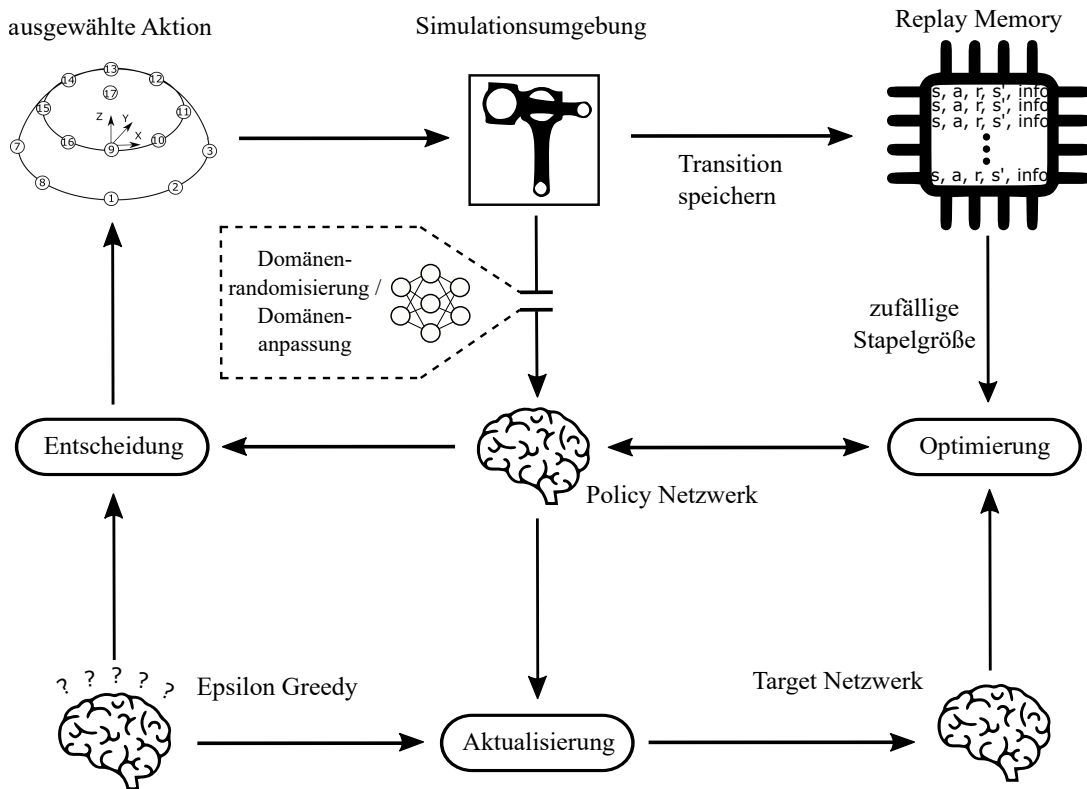 ausgewählte Aktion
Simulationsumgebung
Replay Memory
13
14
12
17
15
11
Z
Y
X
16
9
10
7
3
8
2
1
s, a, r, s', info
s, a, r, s', info
s, a, r, s', info
s, a, r, s', info
Transition
speichern
Domänen-
randomisierung /
Domänen-
anpassung
zufällige
Stapelgröße
Entscheidung
Optimierung
Policy Netzwerk
? ? ? ? ?
Epsilon Greedy
Target Netzwerk
Aktualisierung